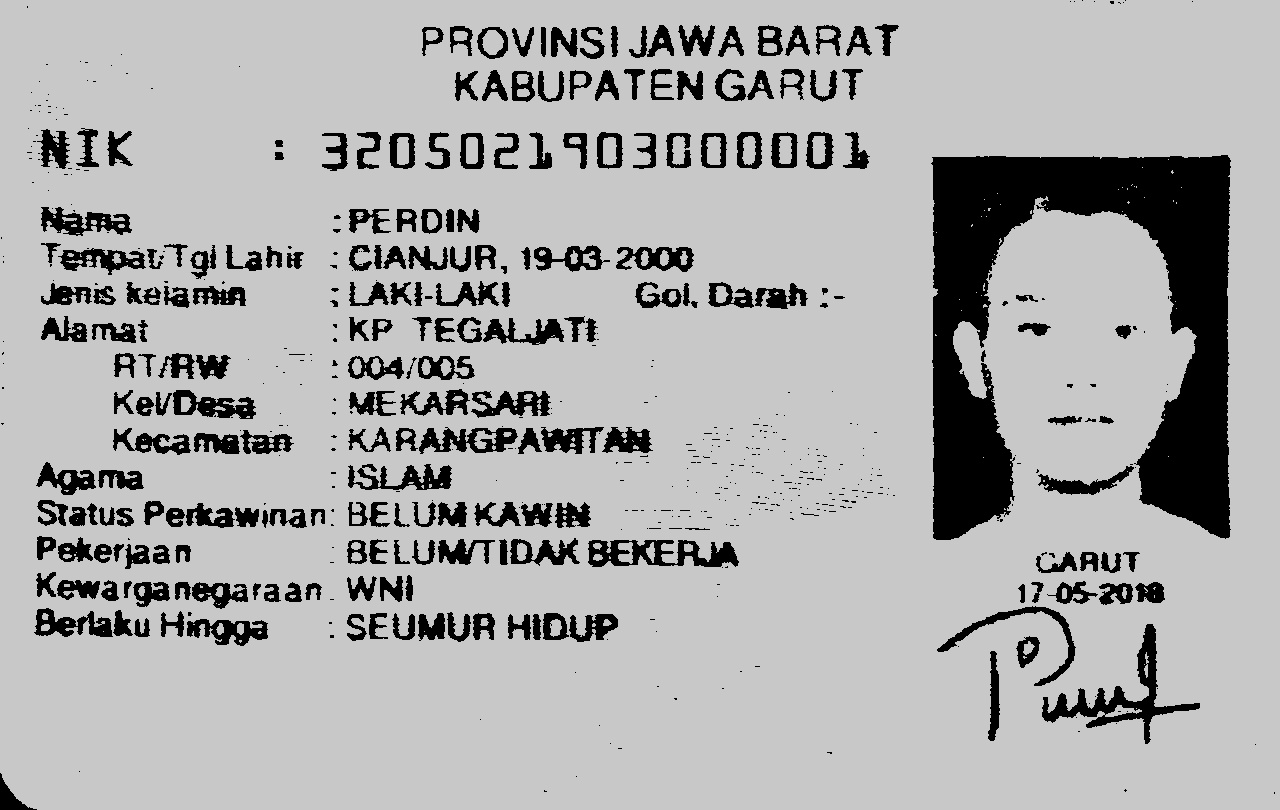 PROVINSI JAWA BARAT
KABUPATEN GARUT
NIK : 3205021903000001
Nama : PERDIN
Tempat/Tgl Lahir : CIANJUR, 19-03-2000
Jenis kelamin : LAKI-LAKI Gol. Darah :-
Alamat : KP TEGALJATI
RT/RW : 004/005
Kel/Desa : MEKARSARI
Kecamatan : KARANGPAWITAN
Agama : ISLAM
Status Perkawinan: BELUM KAWIN
Pekerjaan : BELUM/TIDAK BEKERJA
Kewarganegaraan: WNI
Berlaku Hingga : SEUMUR HIDUP
GARUT
17-05-2018